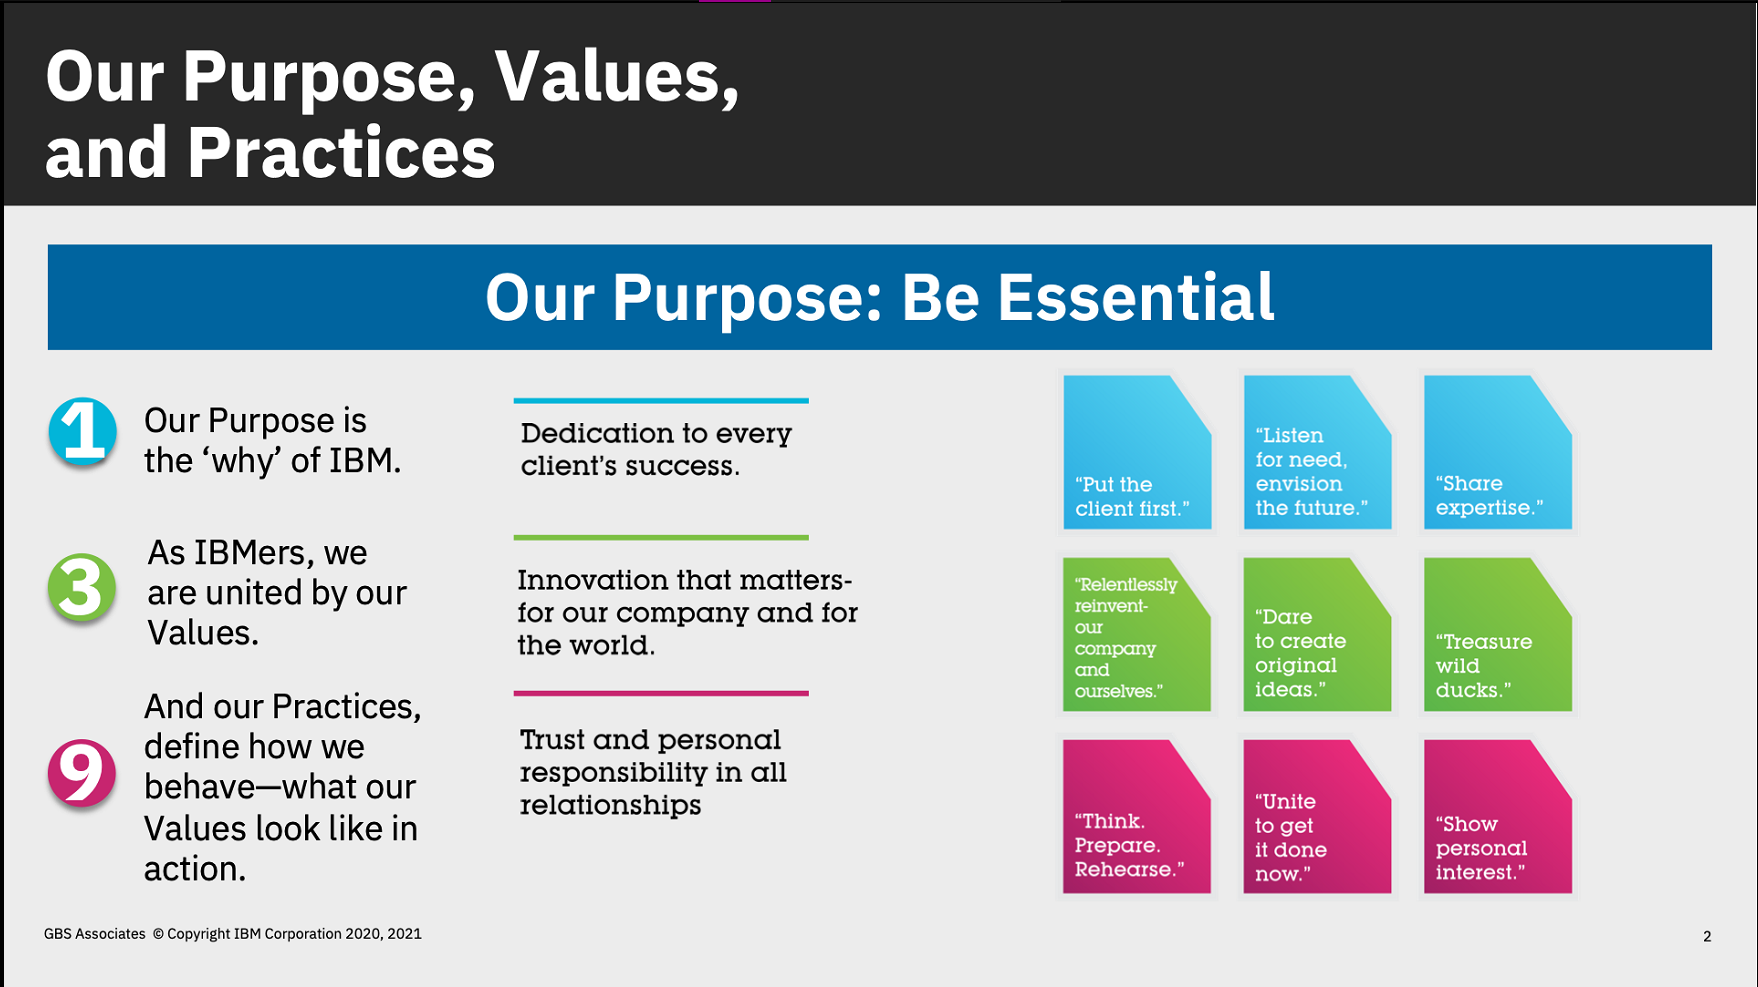 Our Purpose, Values,
and Practices
Our Purpose: Be Essential
1
Our Purpose is
the ‘why’ of IBM.
3
As IBMers, we
are united by our
Values.
9
And our Practices,
define how we
behave—what our
Values look like in
action.
Dedication to every
client’s success.
Innovation that matters-
for our company and for
the world.
Trust and personal
responsibility in all
relationships
“Put the
client first.”
“Listen
for need,
envision
the future.”
“Share
expertise.”
“Relentlessly
reinvent-
our
company
and
ourselves.”
“Dare
to create
original
ideas.”
“Treasure
wild
ducks.”
“Think.
Prepare.
Rehearse.”
“Unite
to get
it done
now.”
“Show
personal
interest.”
GBS Associates © Copyright IBM Corporation 2020, 2021
2